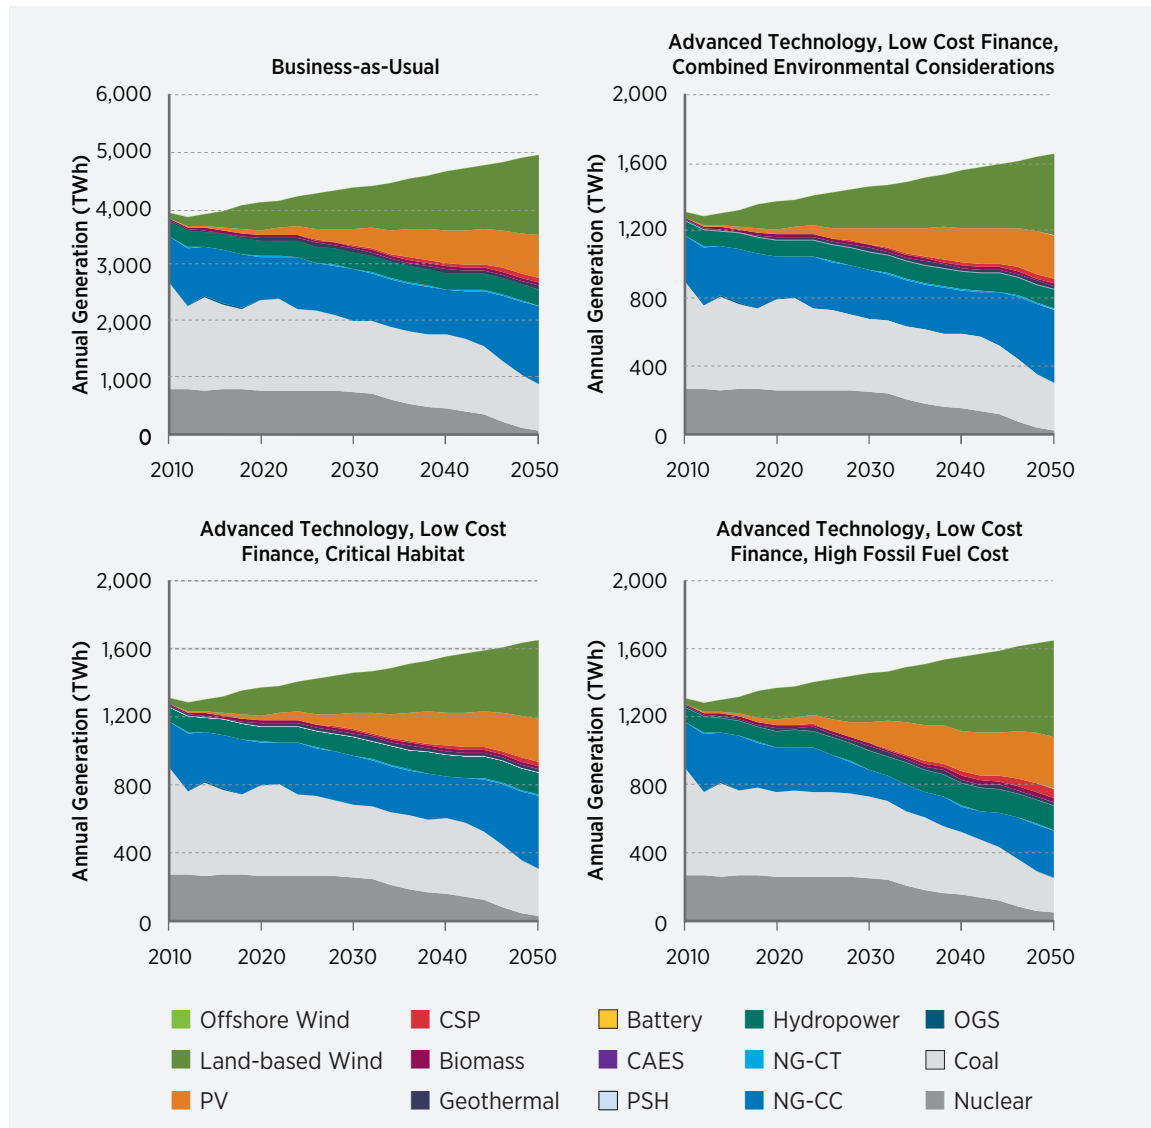 Business-as-Usual
Annual Generation (TWh)
6,000
5,000
4,000
3,000
2,000
1,000
0
2010 2020 2030 2040 2050
Advanced Technology, Low Cost Finance,
Combined Environmental Considerations
Annual Generation (TWh)
2,000
1,600
1,200
800
400
0
2010 2020 2030 2040 2050
Advanced Technology, Low Cost
Finance, Critical Habitat
Annual Generation (TWh)
2,000
1,600
1,200
800
400
0
2010 2020 2030 2040 2050
Advanced Technology, Low Cost
Finance, High Fossil Fuel Cost
Annual Generation (TWh)
2,000
1,600
1,200
800
400
0
2010 2020 2030 2040 2050
Offshore Wind CSP Battery Hydropower OGS
Land-based Wind Biomass CAES NG-CT Coal
PV Geothermal PSH NG-CC Nuclear